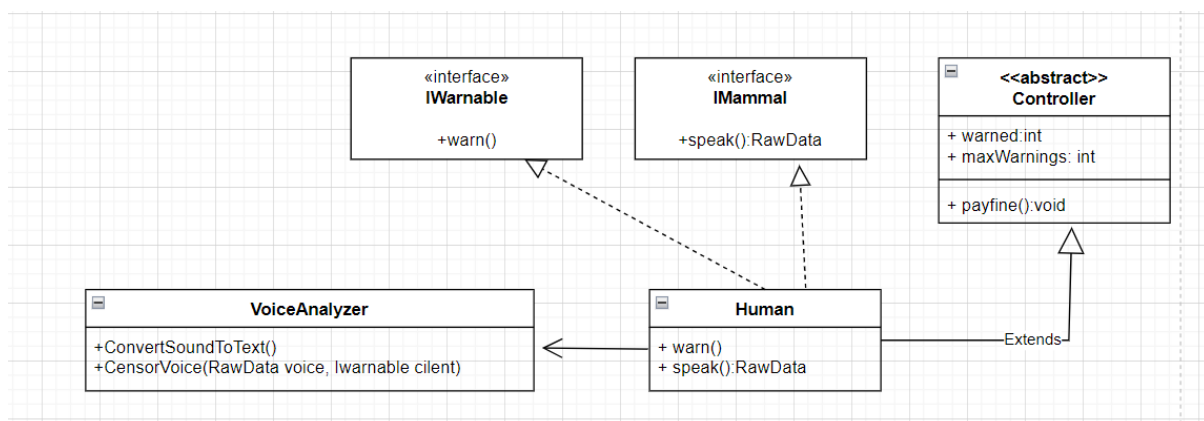 «interface»
IWarnable
+warn()
«interface»
IMammal
+speak():RawData
<<abstract>>
Controller
+ warned:int
+ maxWarnings: int
+ payfine():void
VoiceAnalyzer
+ConvertSoundToText()
+CensorVoice(RawData voice, Iwarnable cilent)
Human
+ warn()
+ speak():RawData
Extends